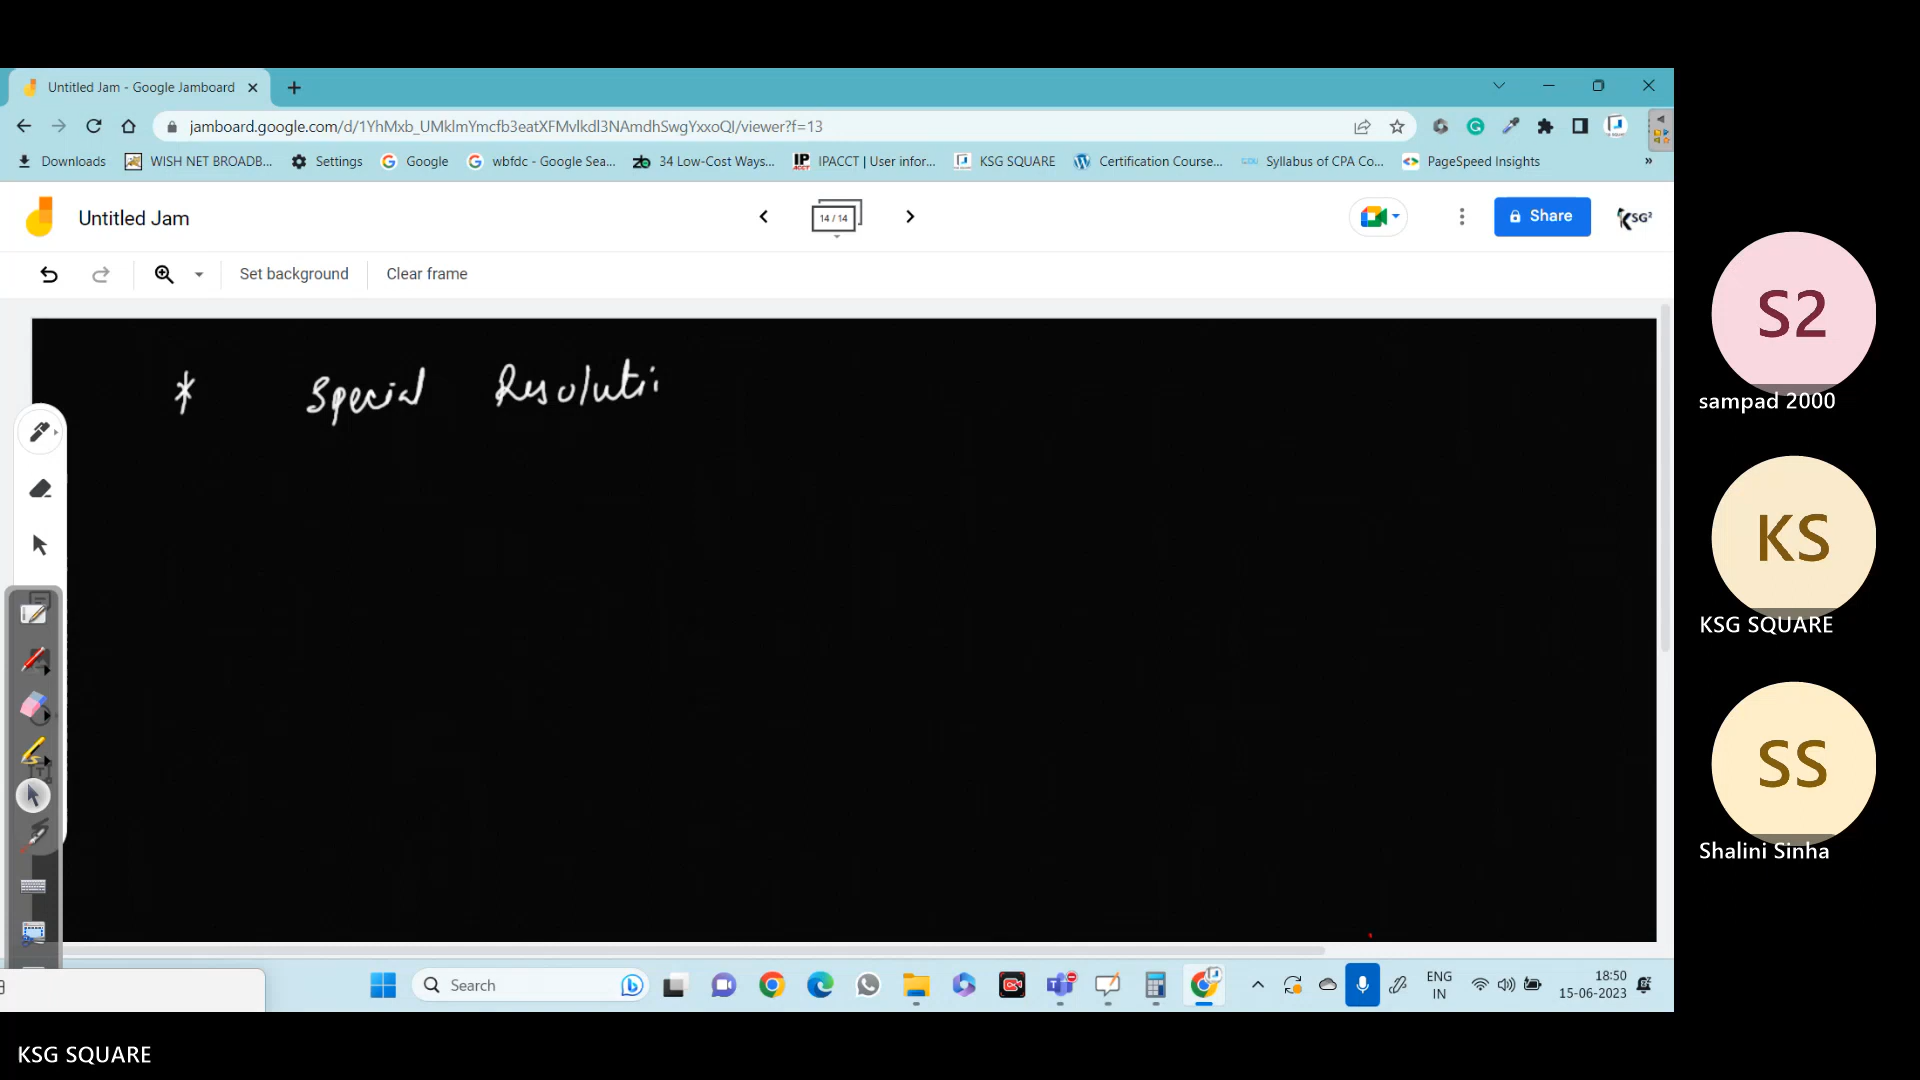 Untitled Jam - Google Jamboard
jamboard.google.com/d/1YhMxb_UMklmYmcfb3eatXFMvlkdl3NAmdhSwgYxxoQI/viewer?f=13
Downloads WISH NET BROADB... Settings Google wbfdc - Google Sea... 34 Low-Cost Ways... IPACCT | User infor... KSG SQUARE Certification Course... Syllabus of CPA Co... PageSpeed Insights »
Untitled Jam 14 / 14 Share KSG²
Set background Clear frame
* Special Resoluti
S2
sampad 2000
KS
KSG SQUARE
SS
Shalini Sinha
Search ENG IN 18:50 15-06-2023
KSG SQUARE